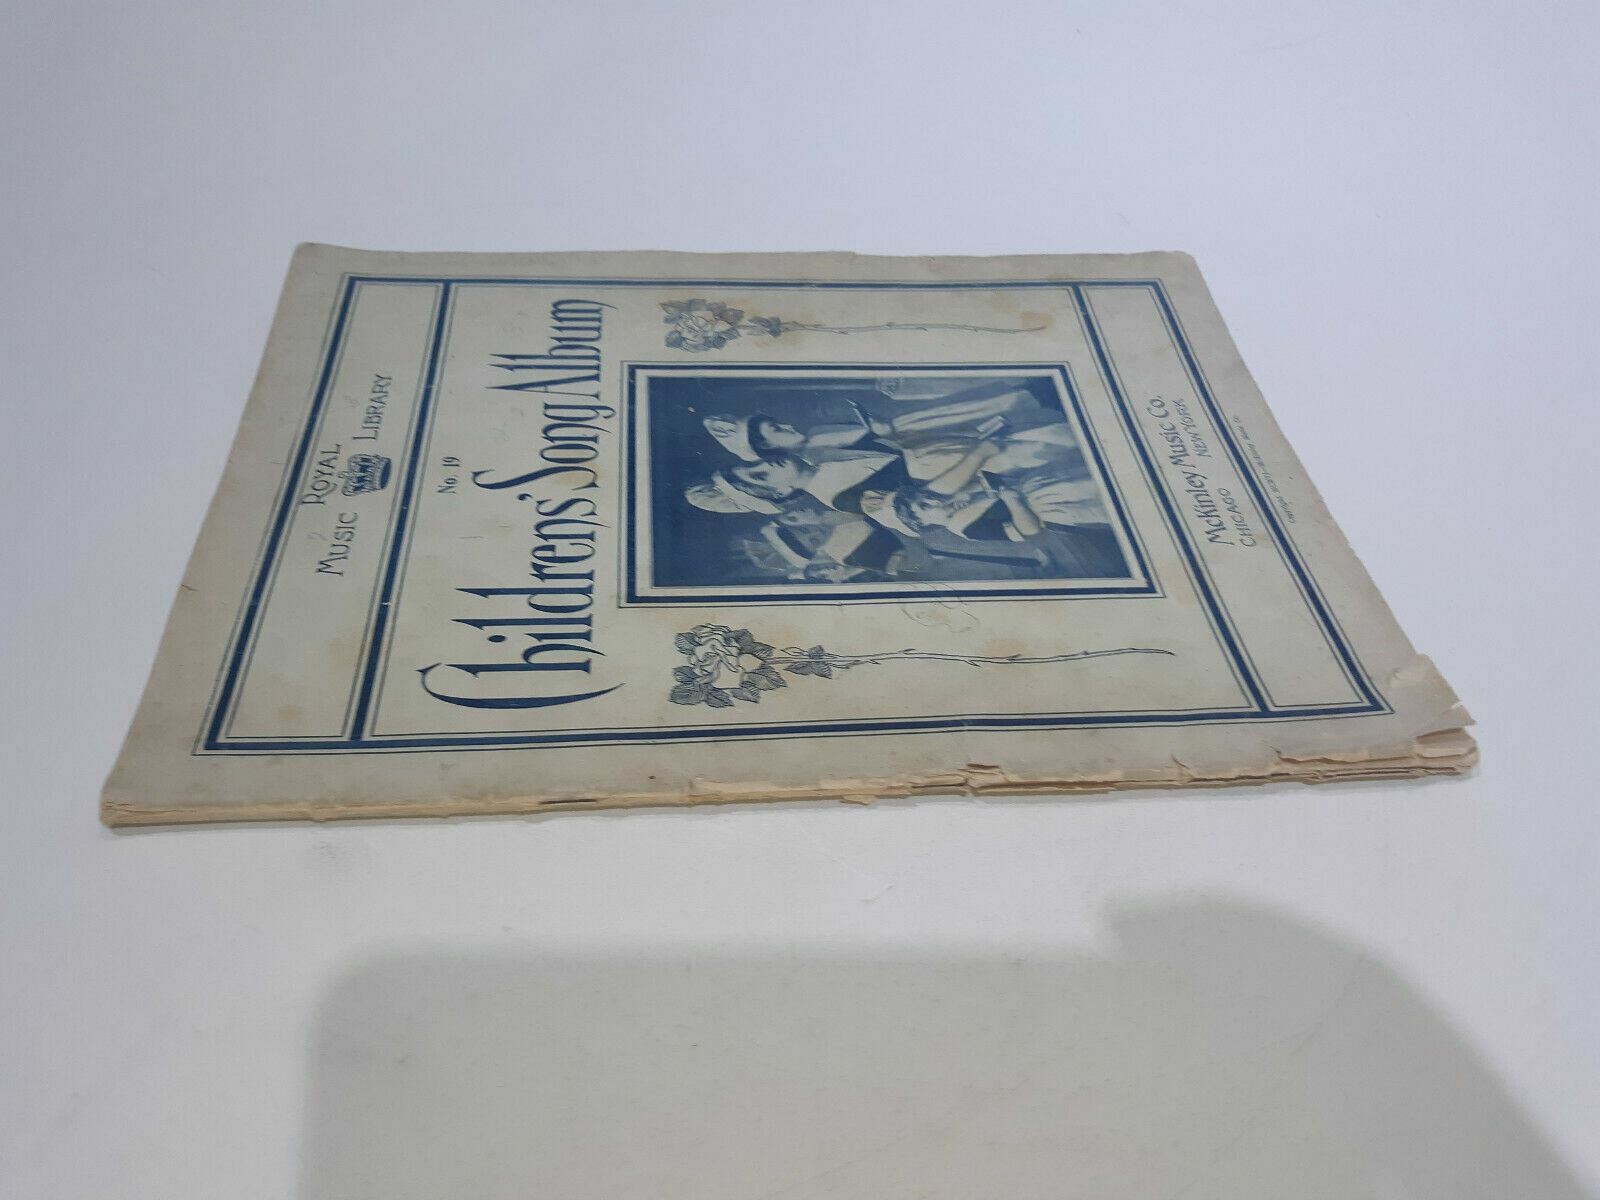 ROYAL
MUSIC LIBRARY
No. 19
Childrens' Song Album
McKinley Music Co.
CHICAGO NEW YORK